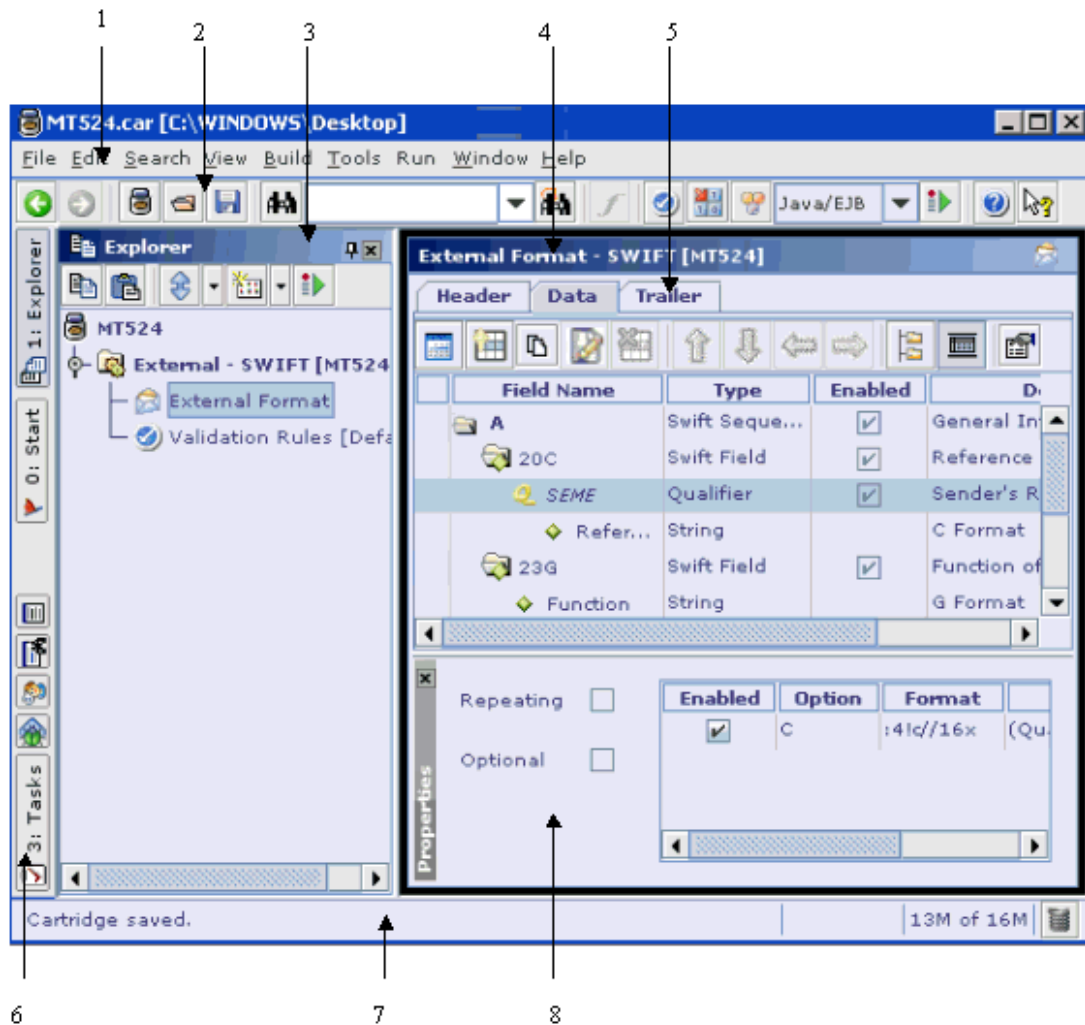 1 2 3 4 5
MT524.car [C:\WINDOWS\Desktop]
File Edit Search View Build Tools Run Window Help
Java/EJB
1: Explorer
0: Start
3: Tasks
Explorer
MT524
External - SWIFT [MT524
External Format
Validation Rules [Defa
External Format - SWIFT [MT524]
Header Data Trailer
Field Name Type Enabled D
A Swift Seque... General In
20C Swift Field Reference
SEME Qualifier Sender's R
Refer... String C Format
23G Swift Field Function of
Function String G Format
Properties
Repeating
Optional
Enabled Option Format
C :4!c//16x (Qu
Cartridge saved. 13M of 16M
6 7 8